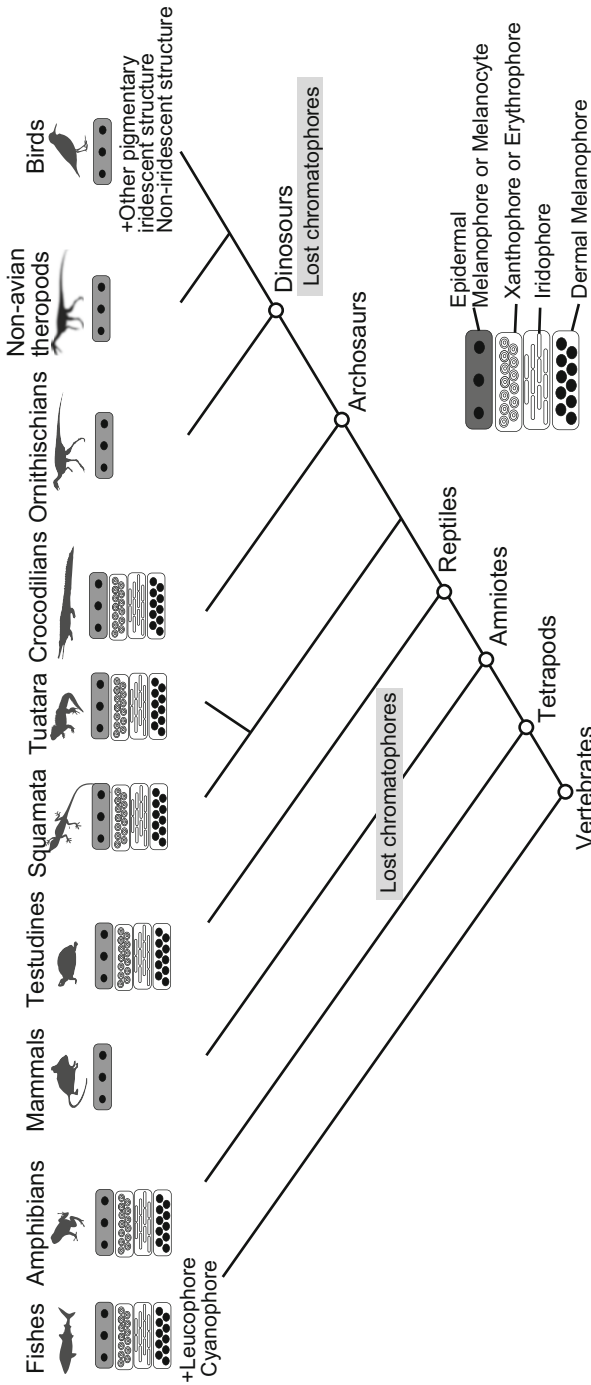 Fishes
Amphibians
Mammals
Testudines
Squamata
Tuatara
Crocodilians
Ornithischians
Non-avian
theropods
Birds
+Leucophore
Cyanophore
+Other pigmentary
iridescent structure
Non-iridescent structure
Lost chromatophores
Lost chromatophores
Vertebrates
Tetrapods
Amniotes
Reptiles
Archosaurs
Dinosours
Epidermal
Melanophore or Melanocyte
Xanthophore or Erythrophore
Iridophore
Dermal Melanophore